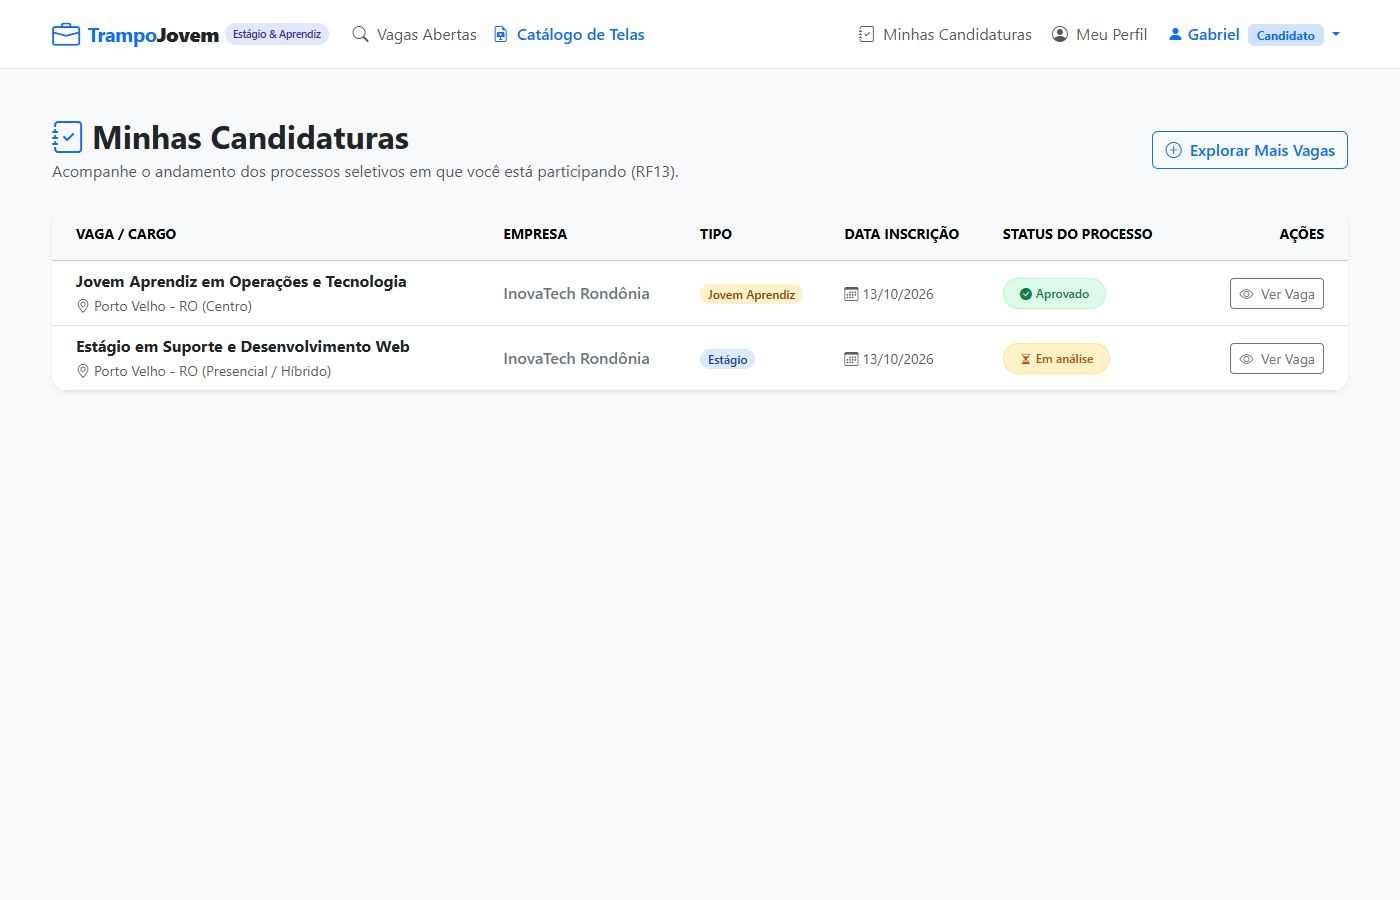 TrampoJovem Estágio & Aprendiz Vagas Abertas Catálogo de Telas Minhas Candidaturas Meu Perfil Gabriel Candidato
Minhas Candidaturas
Acompanhe o andamento dos processos seletivos em que você está participando (RF13).
Explorar Mais Vagas
VAGA / CARGO EMPRESA TIPO DATA INSCRIÇÃO STATUS DO PROCESSO AÇÕES
Jovem Aprendiz em Operações e Tecnologia
Porto Velho - RO (Centro)
InovaTech Rondônia Jovem Aprendiz 13/10/2026 Aprovado Ver Vaga
Estágio em Suporte e Desenvolvimento Web
Porto Velho - RO (Presencial / Híbrido)
InovaTech Rondônia Estágio 13/10/2026 Em análise Ver Vaga